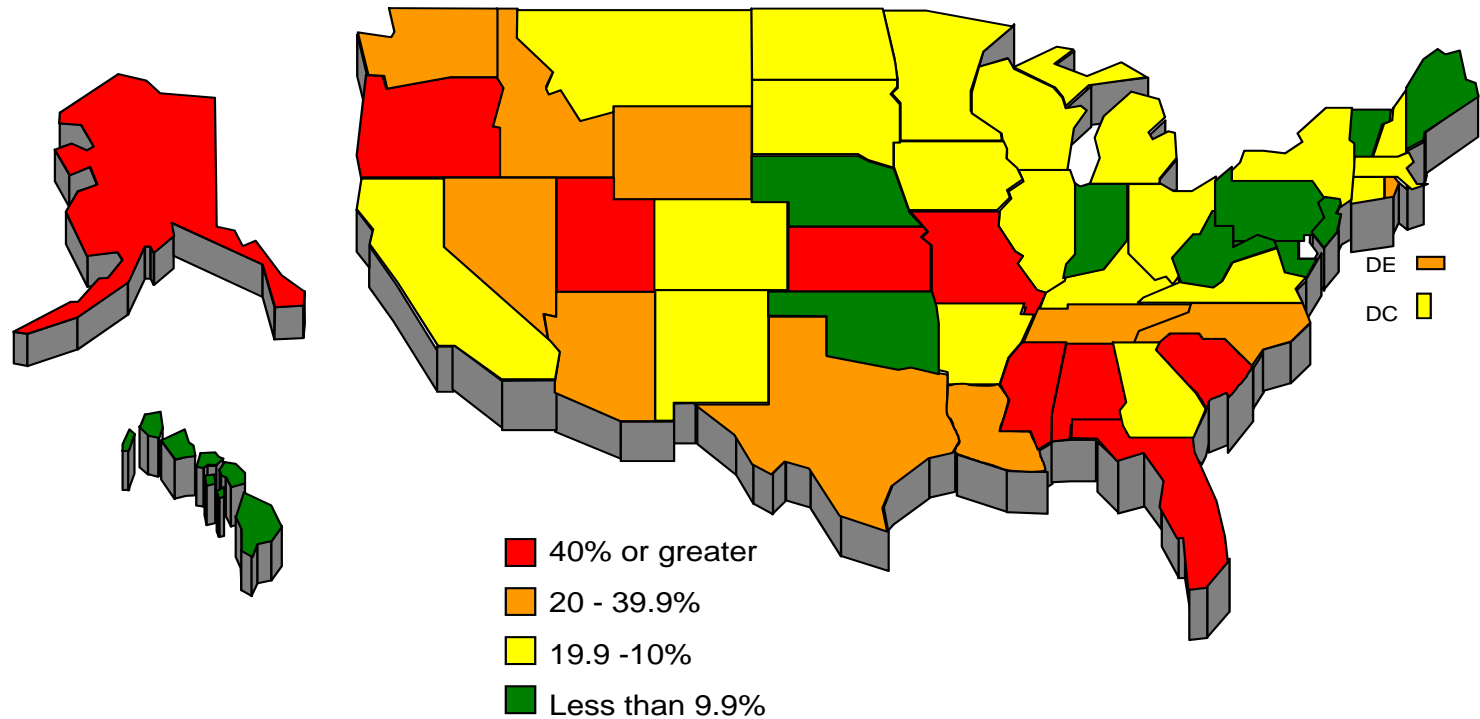 DE
DC
40% or greater
20 - 39.9%
19.9 -10%
Less than 9.9%